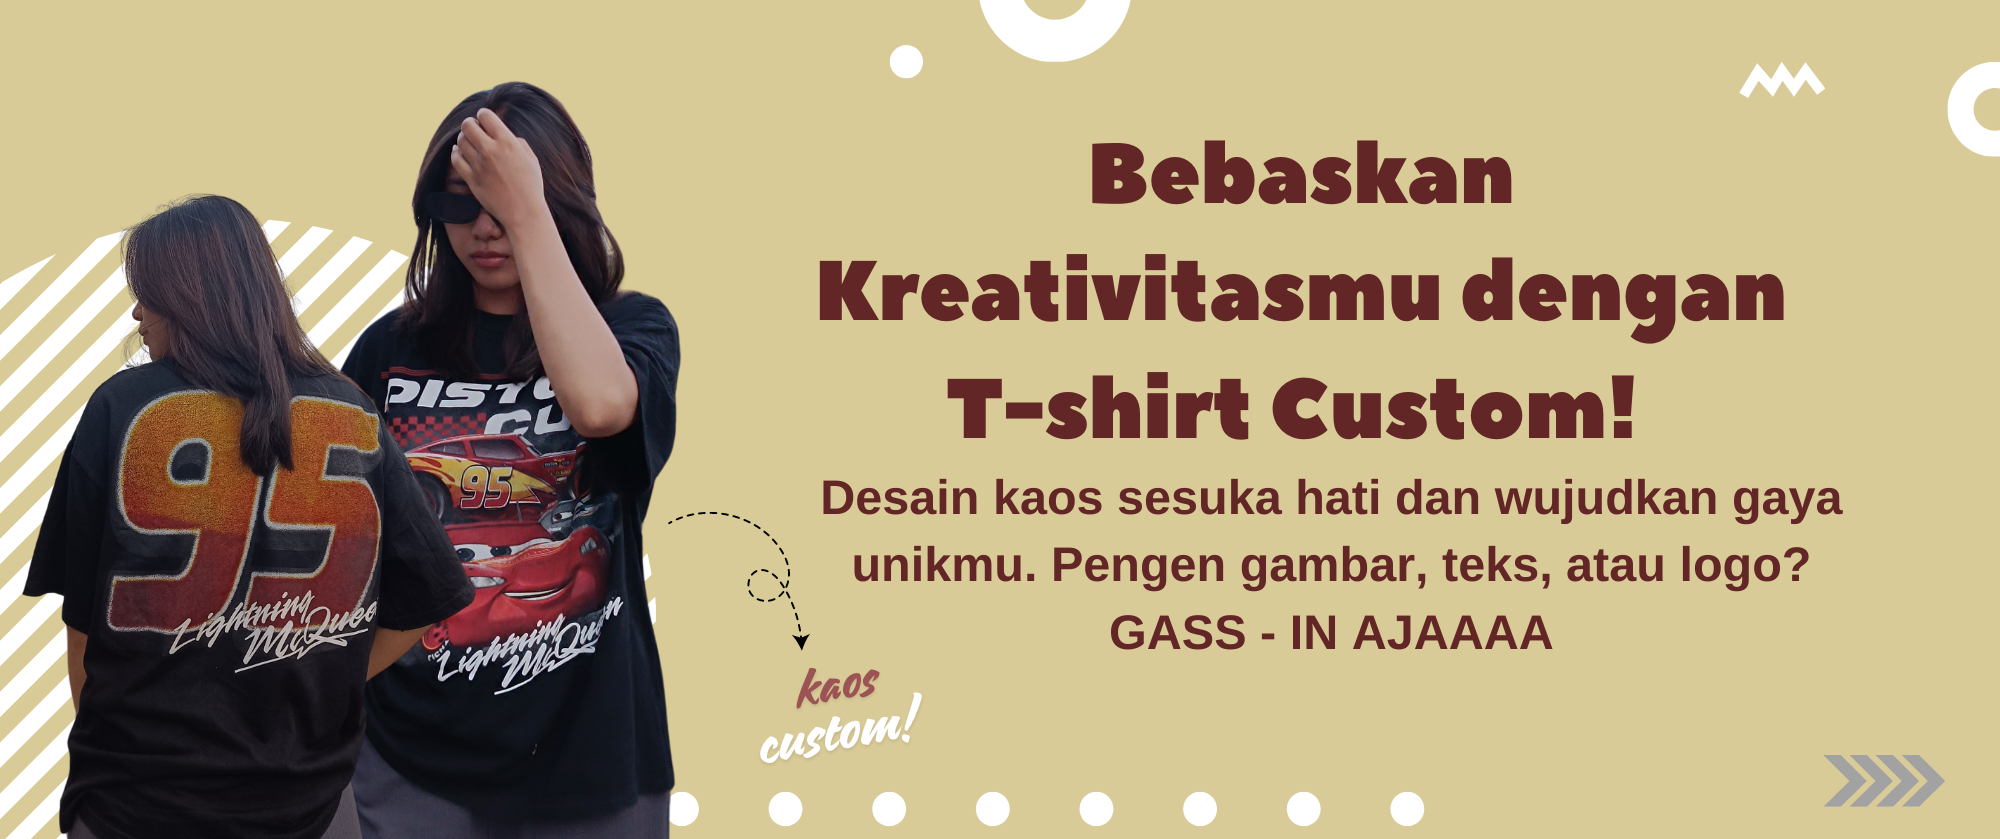 Bebaskan
Kreativitasmu dengan
T-shirt Custom!
Desain kaos sesuka hati dan wujudkan gaya
unikmu. Pengen gambar, teks, atau logo?
GASS - IN AJAAAA
kaos
custom!
95
Lightning
McQuee
PISTO
CU
95
Lightning
McQueen